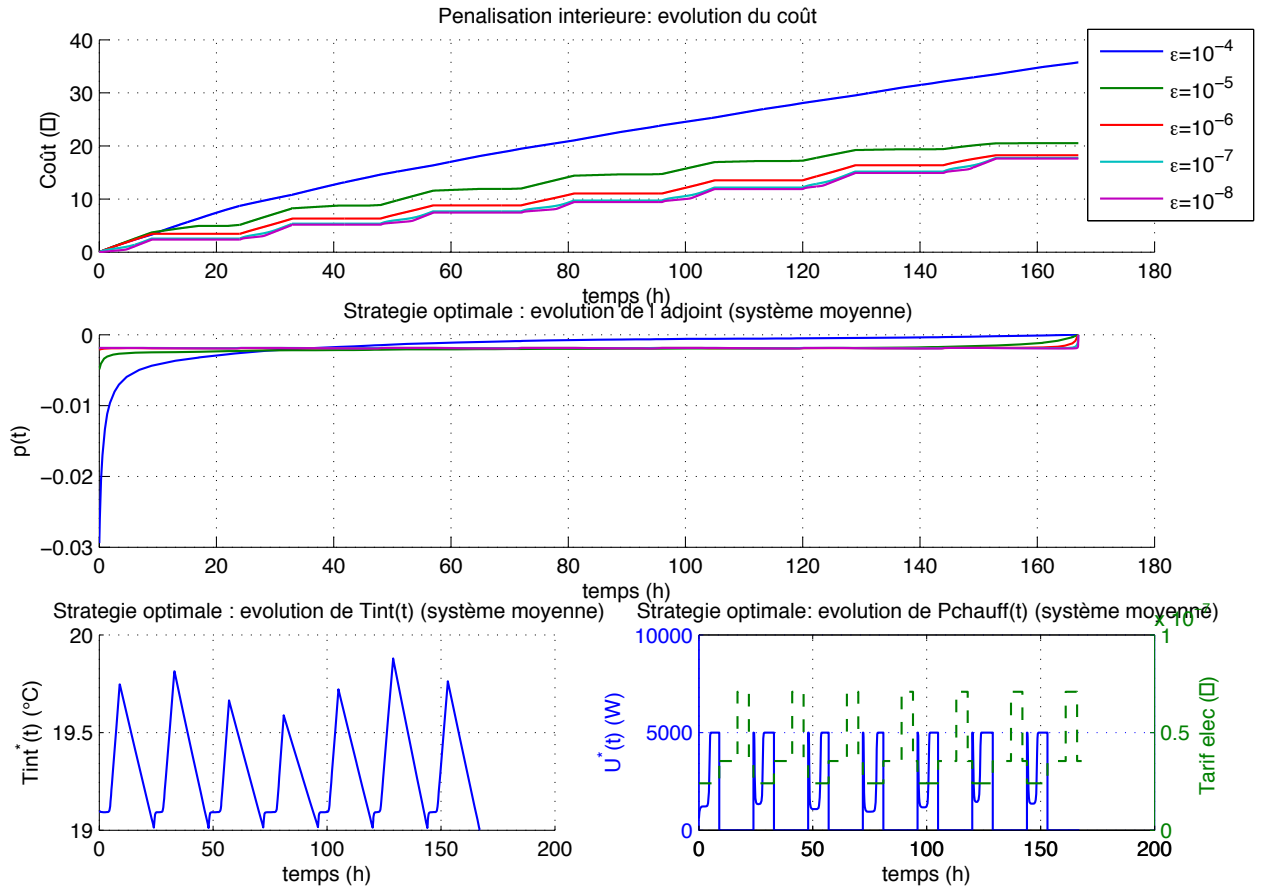 Penalisation interieure: evolution du coût
40
30
20
10
0
Coût (□)
0 20 40 60 80 100 120 140 160 180
temps (h)
ε=10⁻⁴
ε=10⁻⁵
ε=10⁻⁶
ε=10⁻⁷
ε=10⁻⁸
Strategie optimale : evolution de l adjoint (système moyenne)
0
−0.01
−0.02
−0.03
p(t)
0 20 40 60 80 100 120 140 160 180
temps (h)
Strategie optimale : evolution de Tint(t) (système moyenne)
20
19.5
19
Tint*(t) (°C)
0 50 100 150 200
temps (h)
Strategie optimale: evolution de Pchauff(t) (système moyenne)
10000
5000
0
U*(t) (W)
0 50 100 150 200
temps (h)
1
0.5
0
Tarif elec (□)